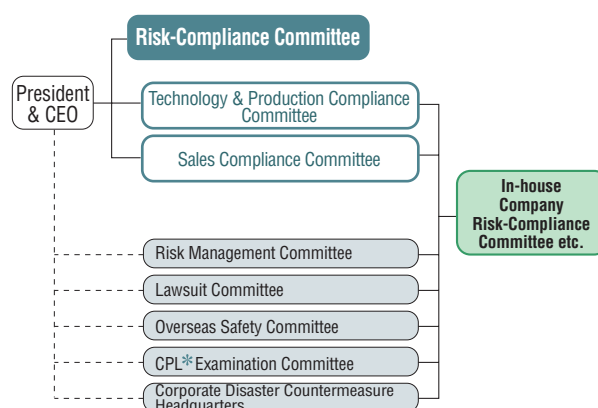 Risk-Compliance Committee
President
& CEO
Technology & Production Compliance
Committee
Sales Compliance Committee
In-house
Company
Risk-Compliance
Committee etc.
Risk Management Committee
Lawsuit Committee
Overseas Safety Committee
CPL* Examination Committee
Corporate Disaster Countermeasure
Headquarters